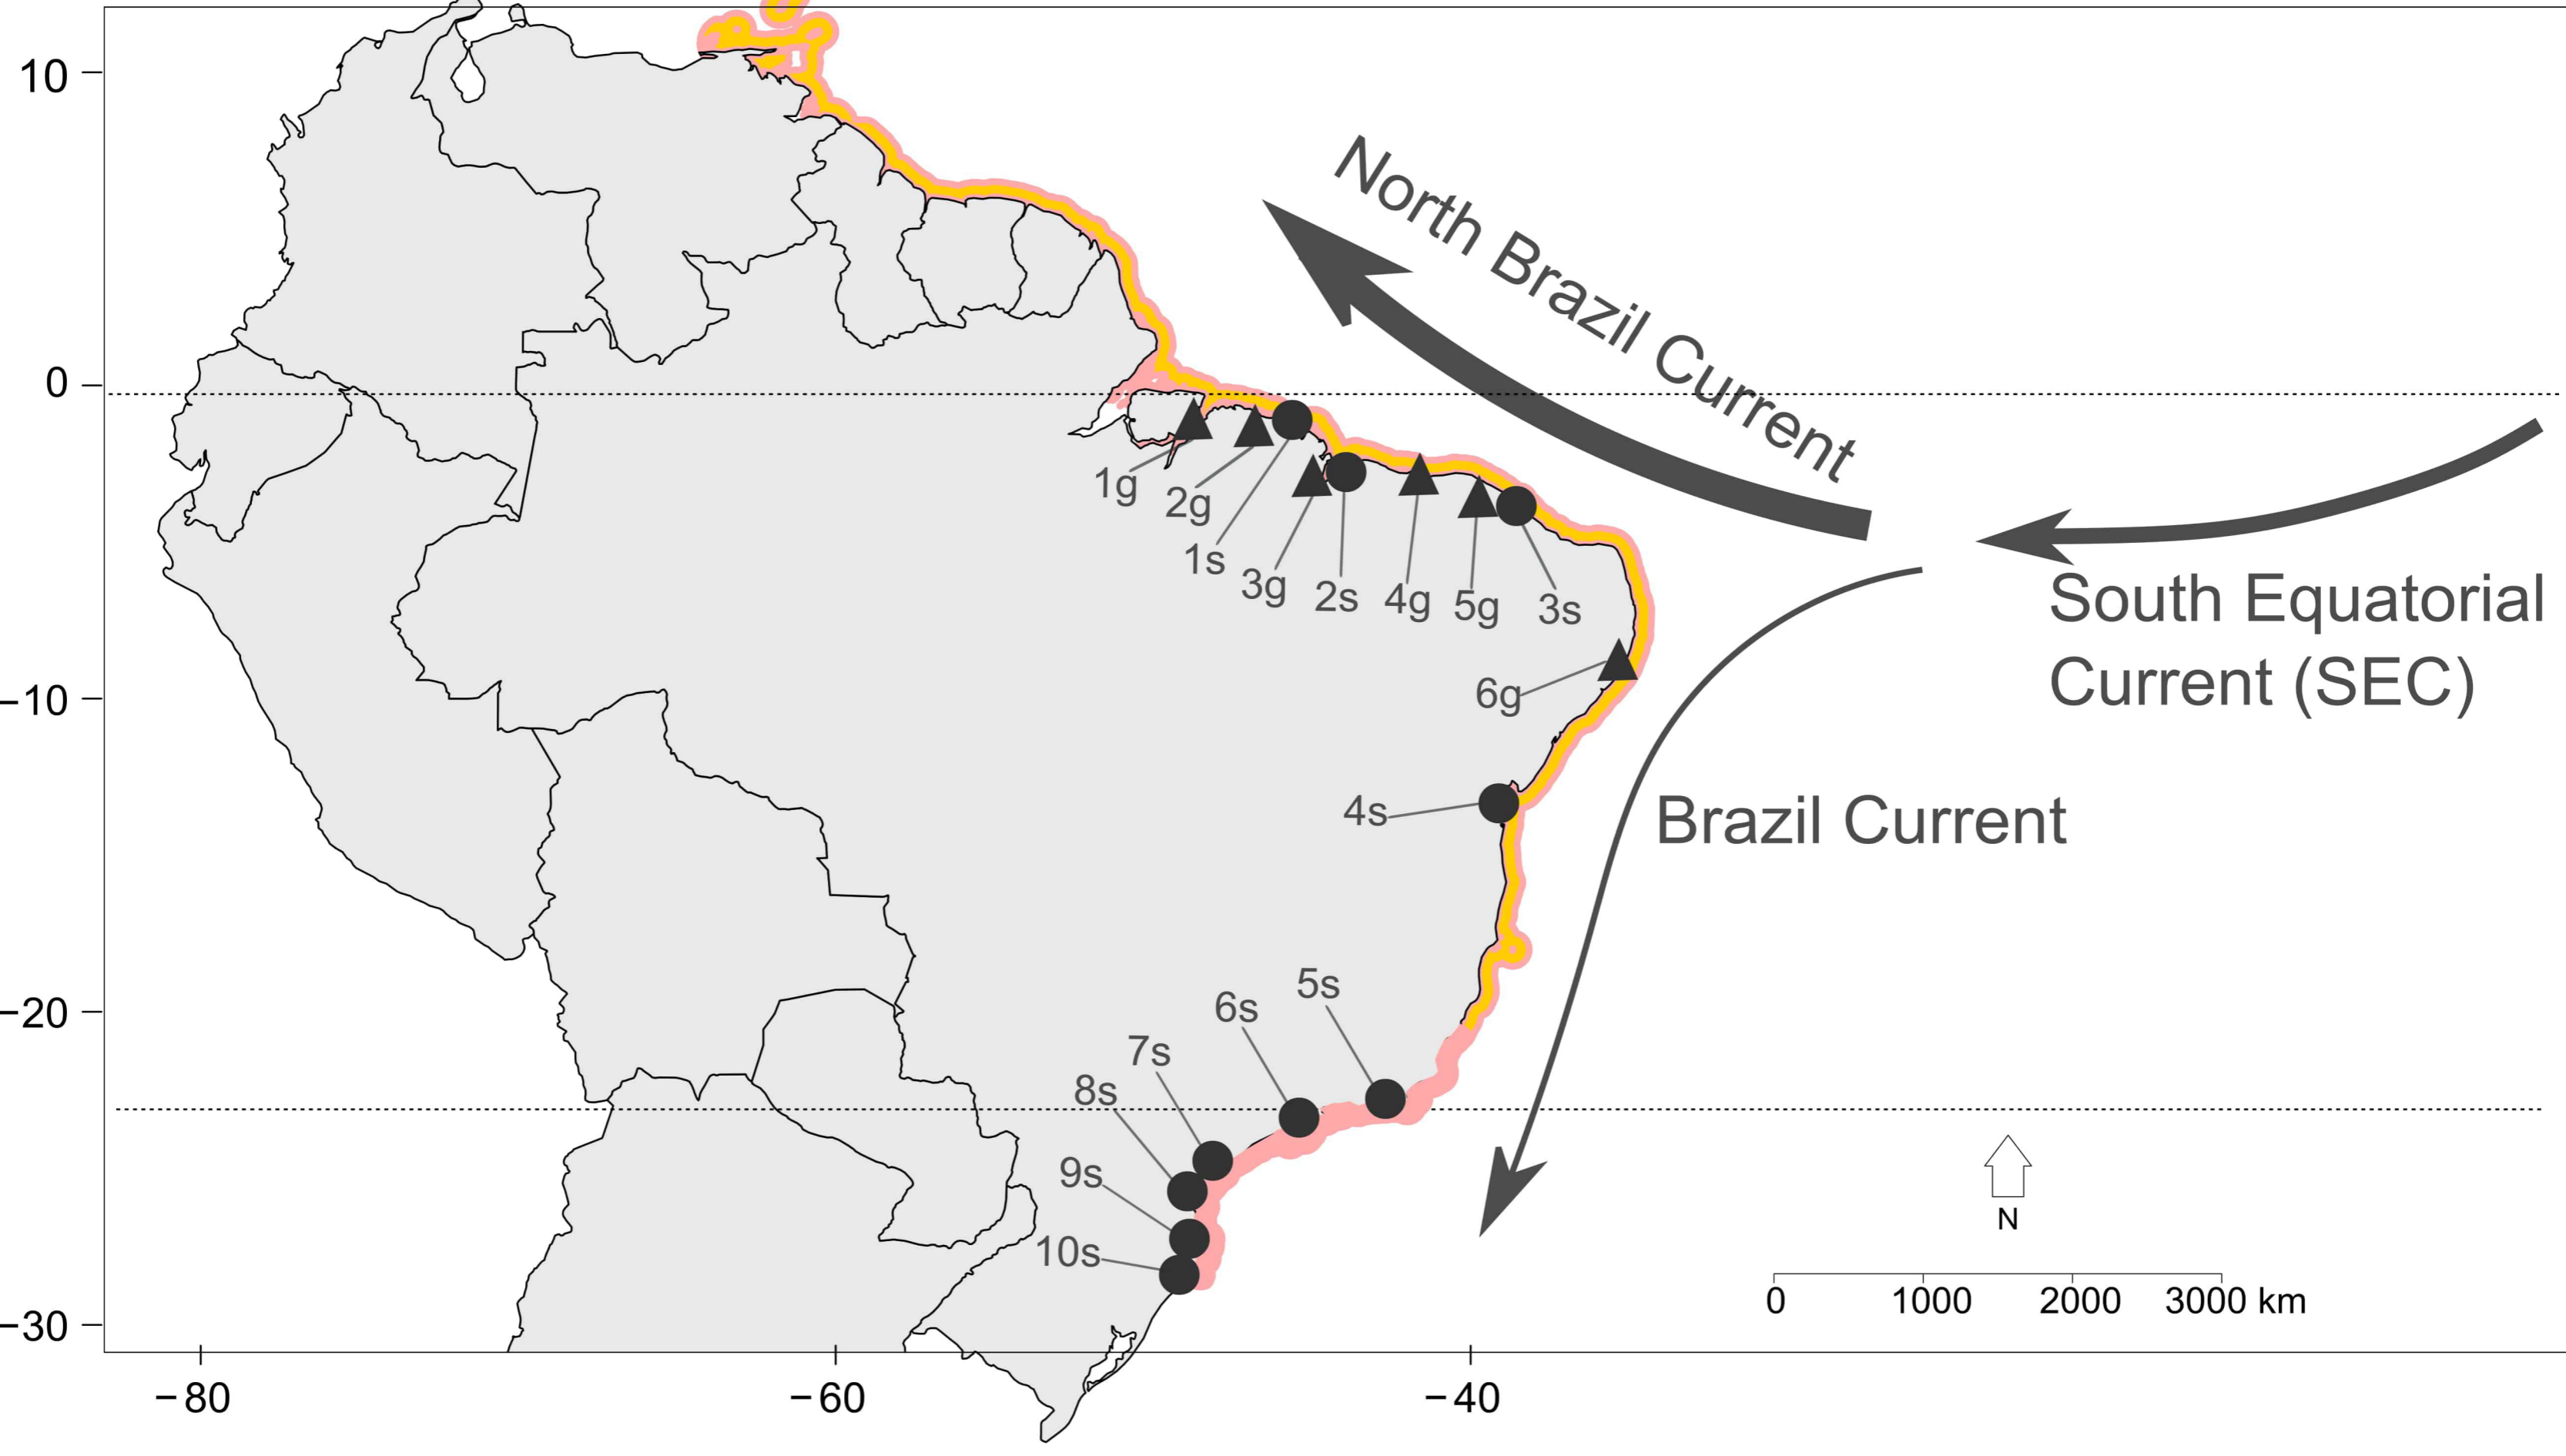 10
0
−10
−20
−30
−80
−60
−40
North Brazil Current
South Equatorial
Current (SEC)
Brazil Current
1g
2g
1s
3g
2s
4g
5g
3s
6g
4s
5s
6s
7s
8s
9s
10s
N
0 1000 2000 3000 km